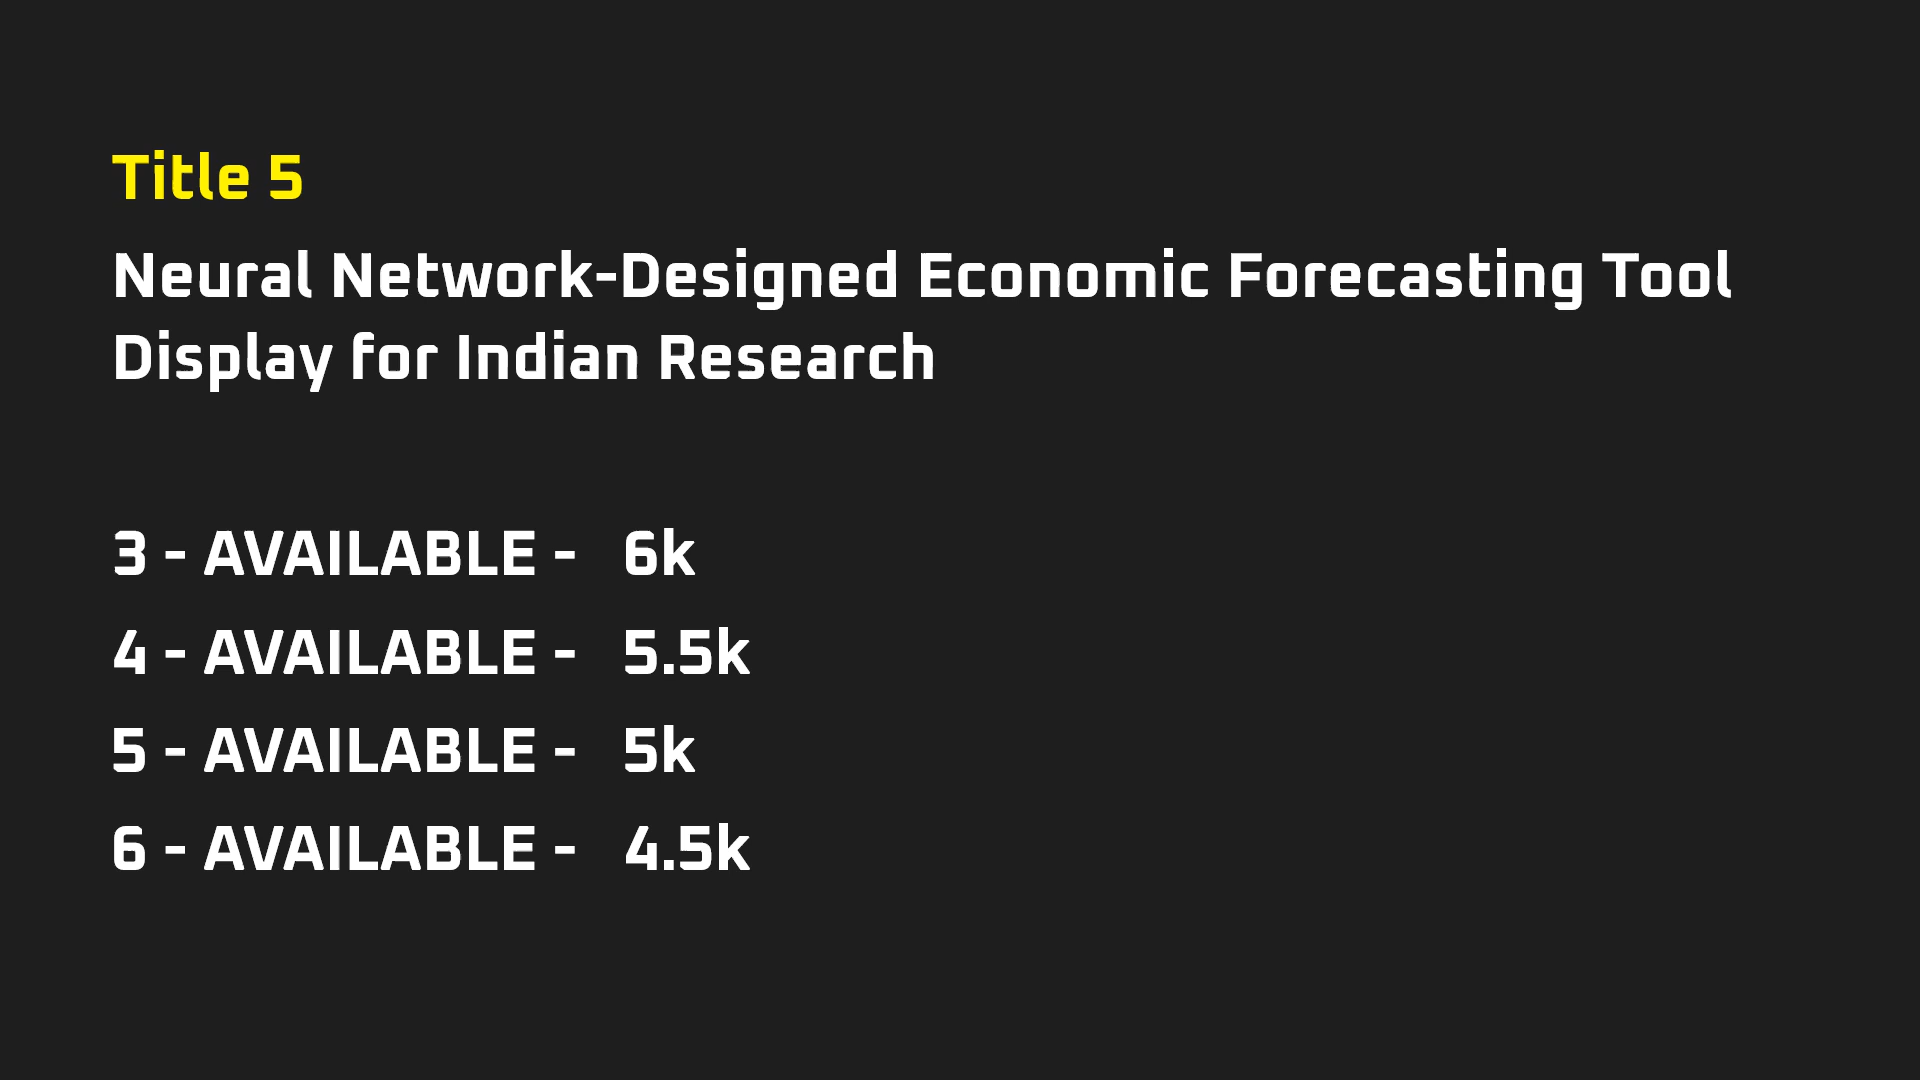 Title 5
Neural Network-Designed Economic Forecasting Tool
Display for Indian Research
3 - AVAILABLE - 6k
4 - AVAILABLE - 5.5k
5 - AVAILABLE - 5k
6 - AVAILABLE - 4.5k